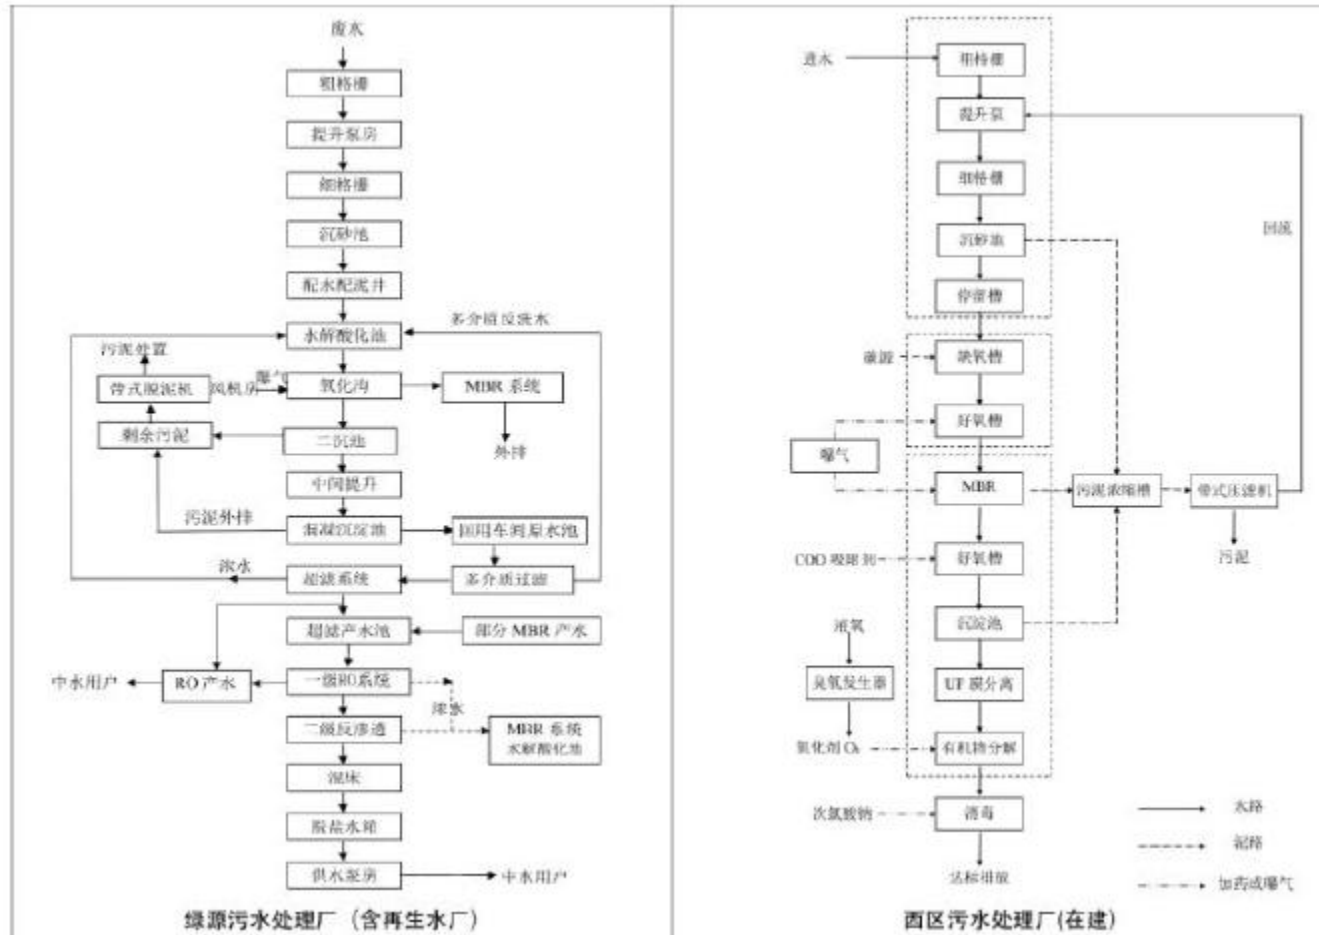 废水
粗格栅
提升泵房
细格栅
沉砂池
配水配泥井
水解酸化池
多介质反洗水
污泥处置
带式脱泥机
风机房
曝气
氧化沟
MBR 系统
剩余污泥
二沉池
外排
中间提升
污泥外排
混凝沉淀池
回用车间原水池
浓水
超滤系统
多介质过滤
超滤产水池
部分 MBR 产水
中水用户
RO 产水
一级RO系统
浓水
二级反渗透
MBR 系统
水解酸化池
混床
脱盐水箱
供水泵房
中水用户
绿源污水处理厂（含再生水厂）
进水
粗格栅
提升泵
细格栅
回流
沉砂池
停留槽
碳源
缺氧槽
好氧槽
曝气
MBR
污泥浓缩槽
带式压滤机
COD 吸附剂
好氧槽
污泥
液氧
沉淀池
臭氧发生器
UF 膜分离
氧化剂 O₃
有机物分解
次氯酸钠
消毒
达标排放
水路
泥路
加药或曝气
西区污水处理厂(在建)